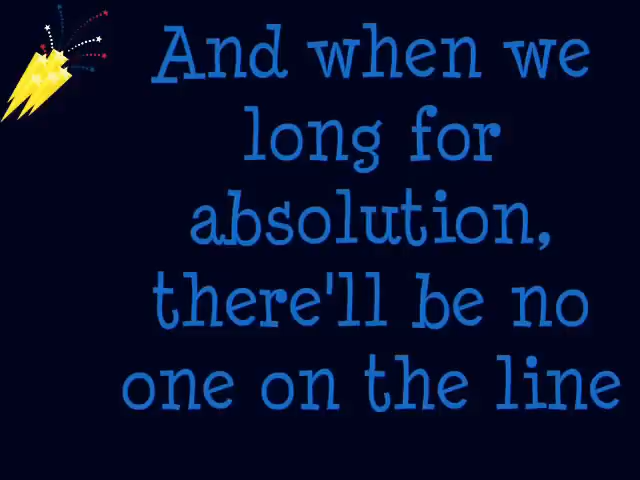 And when we
long for
absolution,
there'll be no
one on the line